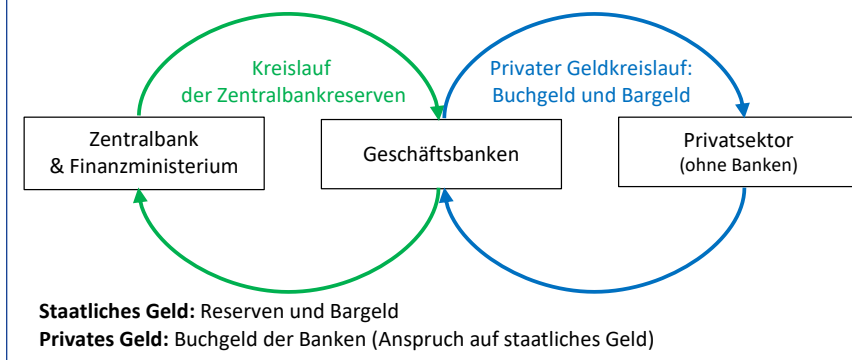 Kreislauf
der Zentralbankreserven
Privater Geldkreislauf:
Buchgeld und Bargeld
Zentralbank
& Finanzministerium
Geschäftsbanken
Privatsektor
(ohne Banken)
Staatliches Geld: Reserven und Bargeld
Privates Geld: Buchgeld der Banken (Anspruch auf staatliches Geld)